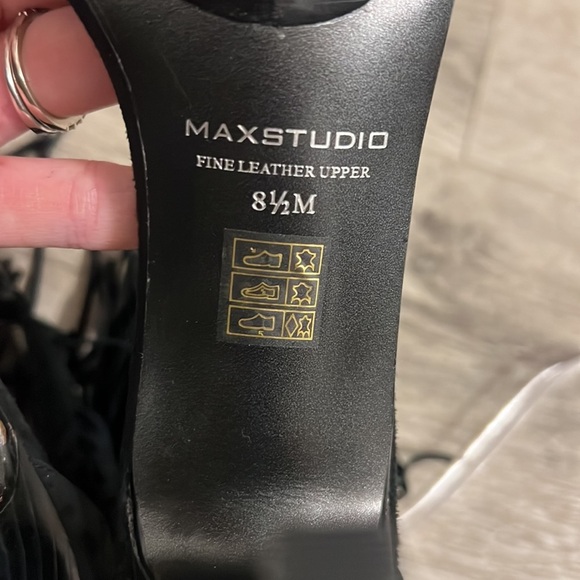 MAXSTUDIO
FINE LEATHER UPPER
8½M